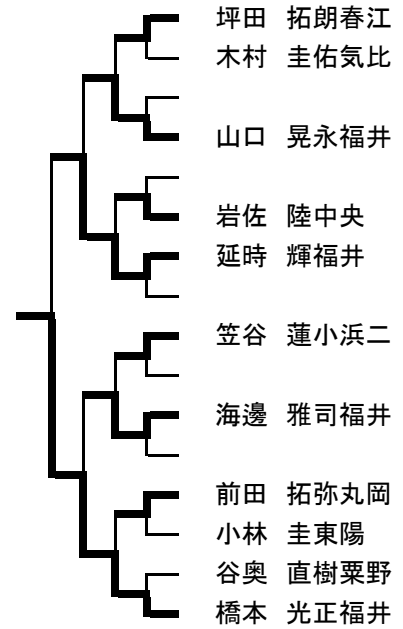 坪田 拓朗春江
木村 圭佑気比
山口 晃永福井
岩佐 陸中央
延時 輝福井
笠谷 蓮小浜二
海邊 雅司福井
前田 拓弥丸岡
小林 圭東陽
谷奥 直樹粟野
橋本 光正福井